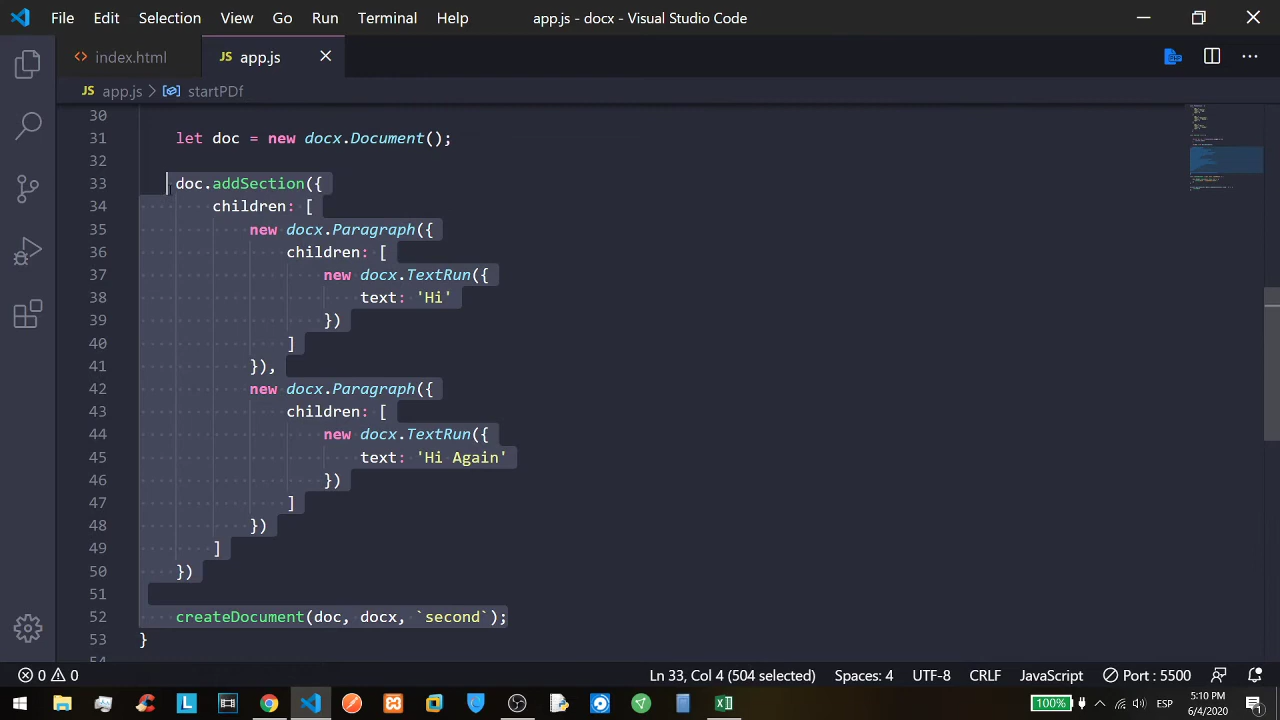 File Edit Selection View Go Run Terminal Help app.js - docx - Visual Studio Code
index.html JS app.js
JS app.js > startPDf
30
31 let doc = new docx.Document();
32
33 doc.addSection({
34 children: [
35 new docx.Paragraph({
36 children: [
37 new docx.TextRun({
38 text: 'Hi'
39 })
40 ]
41 }),
42 new docx.Paragraph({
43 children: [
44 new docx.TextRun({
45 text: 'Hi Again'
46 })
47 ]
48 })
49 ]
50 })
51
52 createDocument(doc, docx, `second`);
53 }
54
0 0 Ln 33, Col 4 (504 selected) Spaces: 4 UTF-8 CRLF JavaScript Port : 5500
100% ESP 5:10 PM
6/4/2020 1